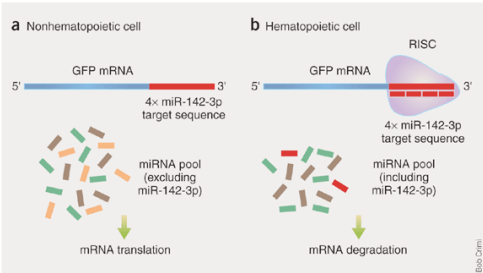 a Nonhematopoietic cell
GFP mRNA
5'
3'
4× miR-142-3p
target sequence
miRNA pool
(excluding
miR-142-3p)
mRNA translation
b Hematopoietic cell
RISC
GFP mRNA
5'
3'
4× miR-142-3p
target sequence
miRNA pool
(including
miR-142-3p)
mRNA degradation
Bob Crimi